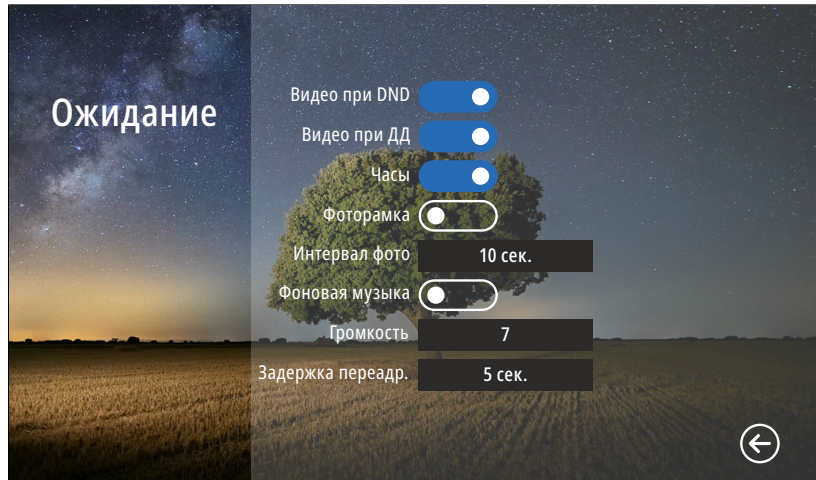 Ожидание
Видео при DND
Видео при ДД
Часы
Фоторамка
Интервал фото 10 сек.
Фоновая музыка
Громкость 7
Задержка переадр. 5 сек.